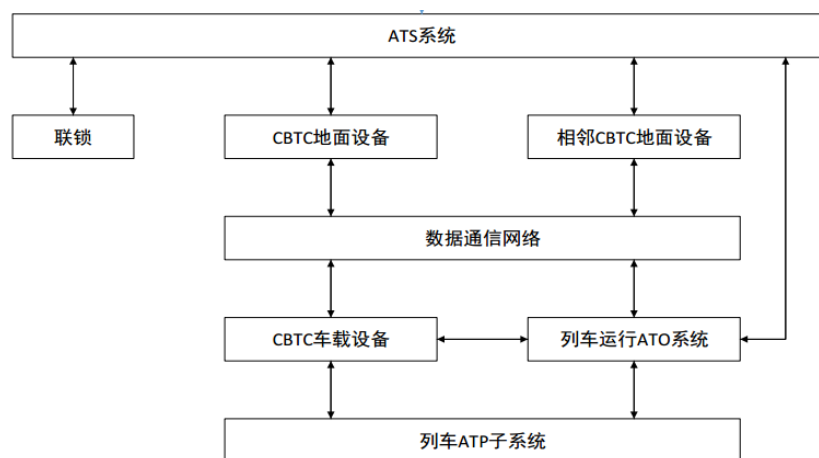 ATS系统
联锁
CBTC地面设备
相邻CBTC地面设备
数据通信网络
CBTC车载设备
列车运行ATO系统
列车ATP子系统